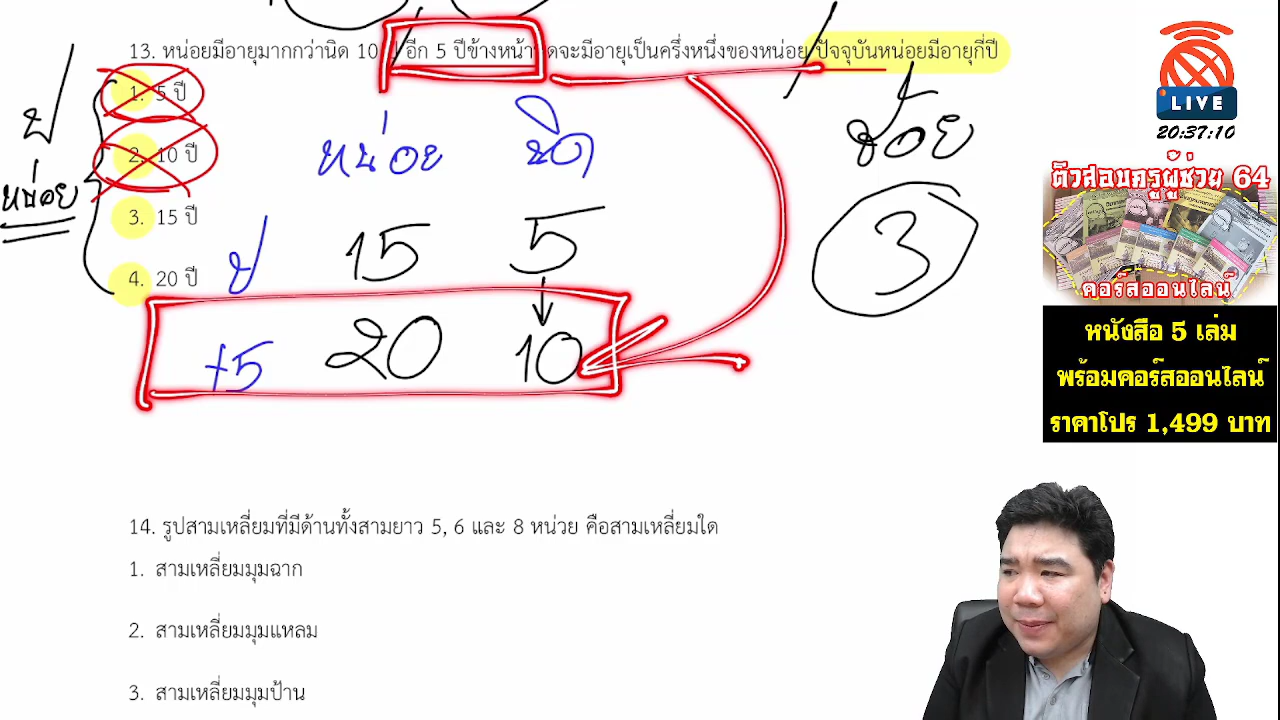 13. หน่อยมีอายุมากกว่านิด 10 ปี อีก 5 ปีข้างหน้านิดจะมีอายุเป็นครึ่งหนึ่งของหน่อย ปัจจุบันหน่อยมีอายุกี่ปี
1. 5 ปี
2. 10 ปี
3. 15 ปี
4. 20 ปี
ป
หน่อย
หน่อย นิด
ป 15 5
+5 20 10
3
14. รูปสามเหลี่ยมที่มีด้านทั้งสามยาว 5, 6 และ 8 หน่วย คือสามเหลี่ยมใด
1. สามเหลี่ยมมุมฉาก
2. สามเหลี่ยมมุมแหลม
3. สามเหลี่ยมมุมป้าน
LIVE
20:37:10
ติวสอบครูผู้ช่วย 64
คอร์สออนไลน์
หนังสือ 5 เล่ม
พร้อมคอร์สออนไลน์
ราคาโปร 1,499 บาท